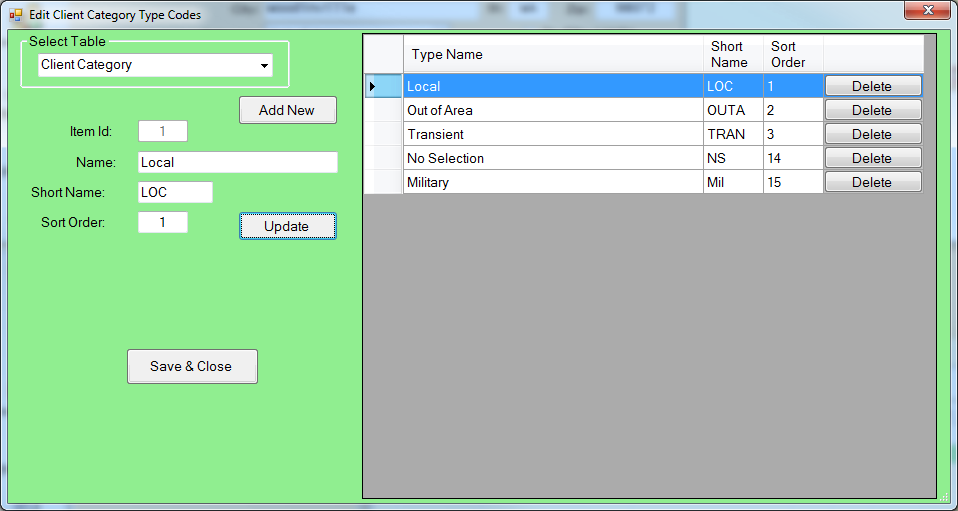 Edit Client Category Type Codes
Select Table
Client Category
Add New
Item Id: 1
Name: Local
Short Name: LOC
Sort Order: 1
Update
Save & Close
Type Name Short Name Sort Order
Local LOC 1 Delete
Out of Area OUTA 2 Delete
Transient TRAN 3 Delete
No Selection NS 14 Delete
Military Mil 15 Delete